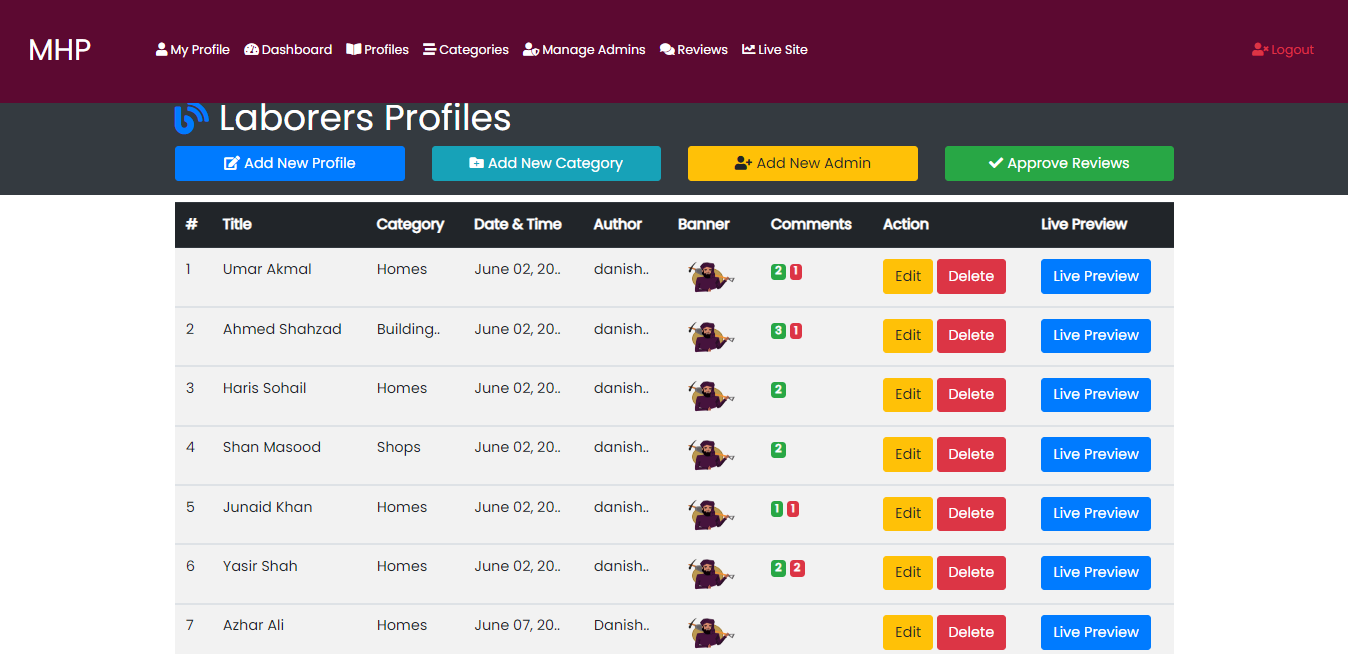 MHP My Profile Dashboard Profiles Categories Manage Admins Reviews Live Site Logout
Laborers Profiles
Add New Profile Add New Category Add New Admin Approve Reviews
# Title Category Date & Time Author Banner Comments Action Live Preview
1 Umar Akmal Homes June 02, 20.. danish.. 2 1 Edit Delete Live Preview
2 Ahmed Shahzad Building.. June 02, 20.. danish.. 3 1 Edit Delete Live Preview
3 Haris Sohail Homes June 02, 20.. danish.. 2 Edit Delete Live Preview
4 Shan Masood Shops June 02, 20.. danish.. 2 Edit Delete Live Preview
5 Junaid Khan Homes June 02, 20.. danish.. 1 1 Edit Delete Live Preview
6 Yasir Shah Homes June 02, 20.. danish.. 2 2 Edit Delete Live Preview
7 Azhar Ali Homes June 07, 20.. Danish.. Edit Delete Live Preview